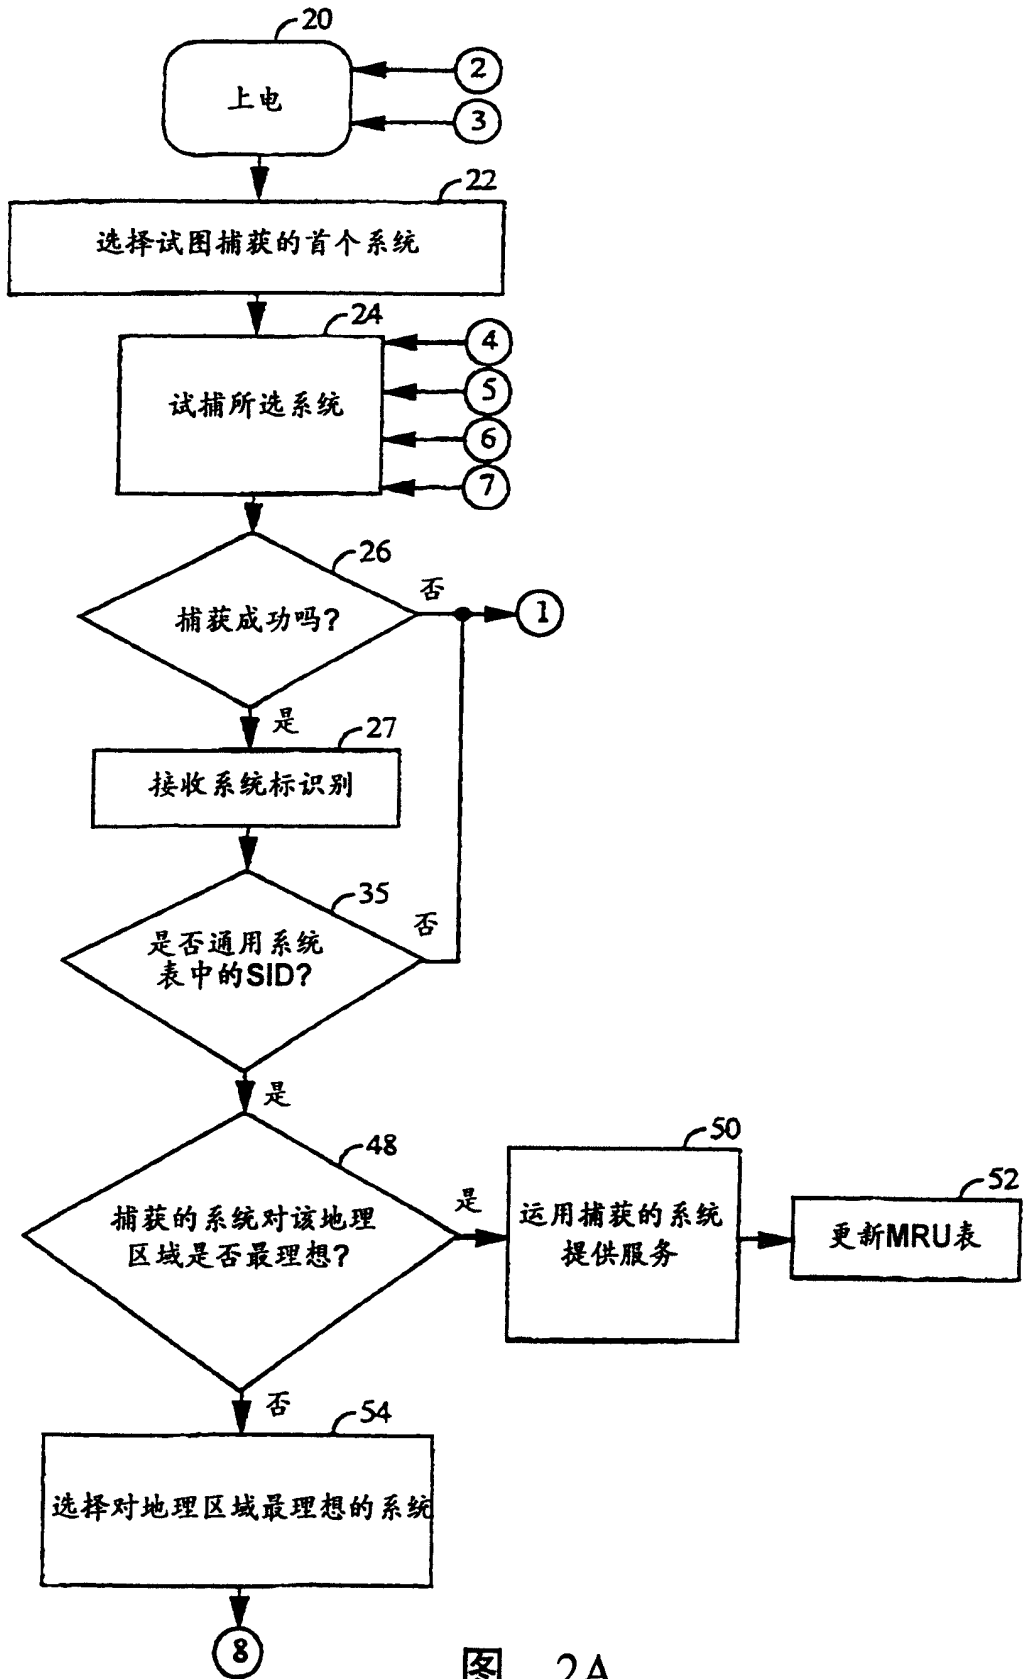 20
上电
2
3
22
选择试图捕获的首个系统
24
试捕所选系统
4
5
6
7
26
捕获成功吗?
否
1
是
27
接收系统标识别
35
是否通用系统
表中的SID?
否
是
48
捕获的系统对该地理
区域是否最理想?
是
50
运用捕获的系统
提供服务
52
更新MRU表
否
54
选择对地理区域最理想的系统
8
图 2A